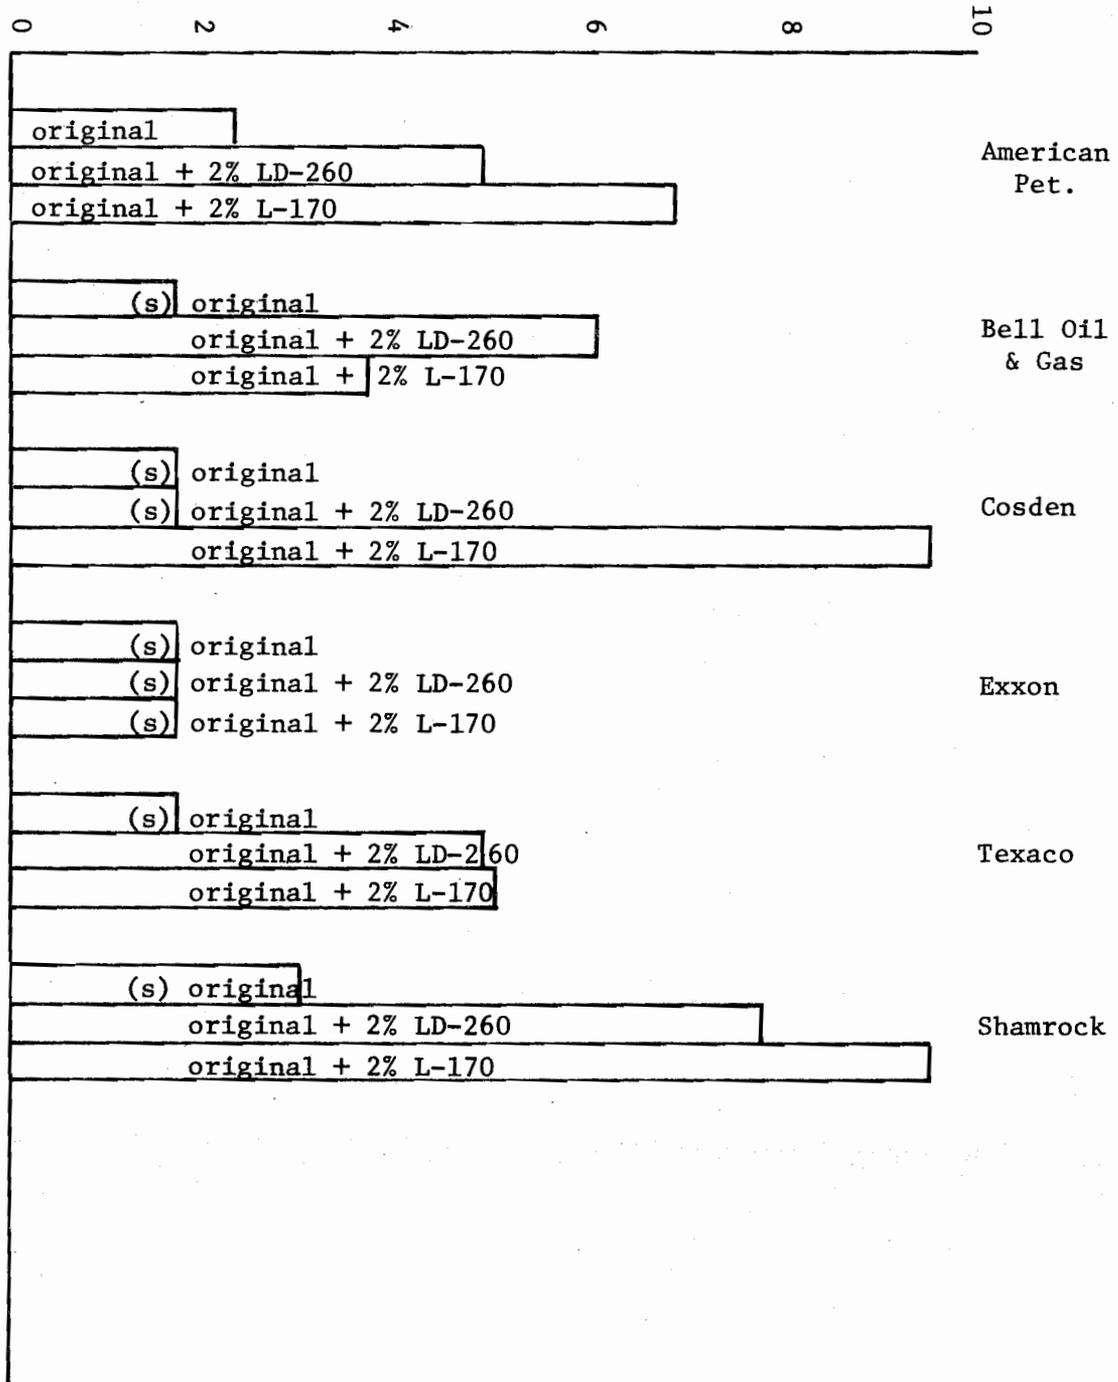 0 2 4 6 8 10
original
original + 2% LD-260
original + 2% L-170
American
Pet.
(s) original
original + 2% LD-260
original + 2% L-170
Bell Oil
& Gas
(s) original
(s) original + 2% LD-260
original + 2% L-170
Cosden
(s) original
(s) original + 2% LD-260
(s) original + 2% L-170
Exxon
(s) original
original + 2% LD-260
original + 2% L-170
Texaco
(s) original
original + 2% LD-260
original + 2% L-170
Shamrock